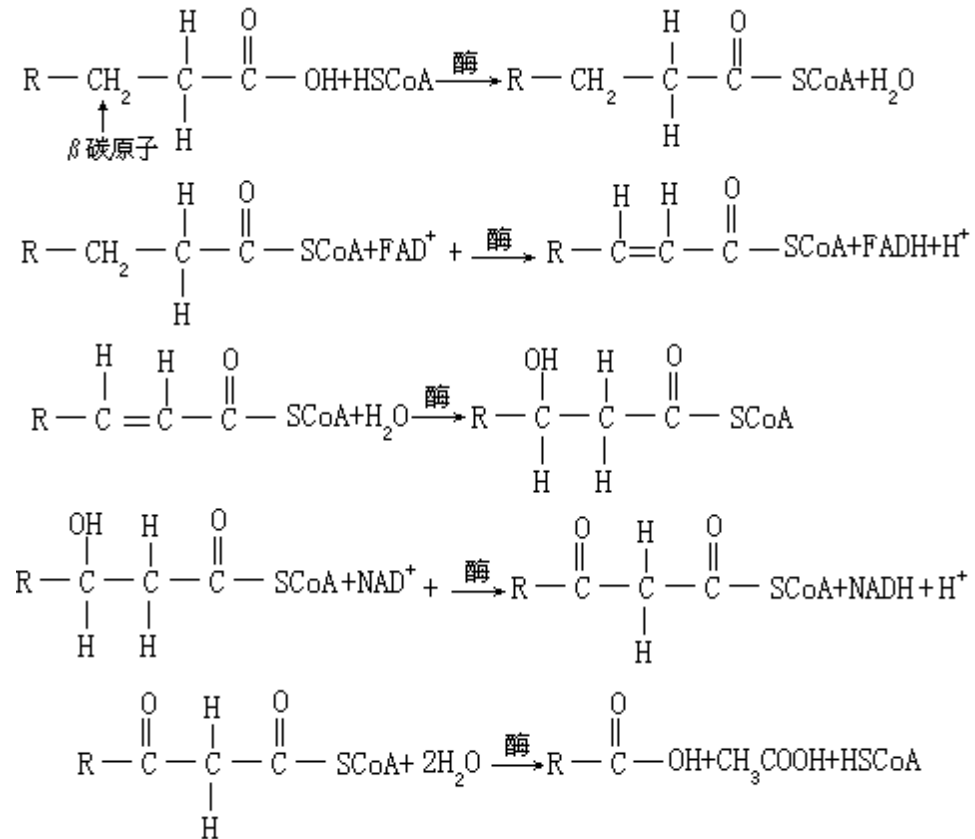 H H O H O
R—CH₂—C—C—OH+HSCoA 酶→ R—CH₂—C—C—SCoA+H₂O
β碳原子 H H
H O H H O
R—CH₂—C—C—SCoA+FAD⁺ + 酶→ R—C=C—C—SCoA+FADH+H⁺
H
H H O OH H O
R—C=C—C—SCoA+H₂O 酶→ R—C—C—C—SCoA
H H
OH H O O H O
R—C—C—C—SCoA+NAD⁺ + 酶→ R—C—C—C—SCoA+NADH+H⁺
H H H
O H O O
R—C—C—C—SCoA+2H₂O 酶→ R—C—OH+CH₃COOH+HSCoA
H